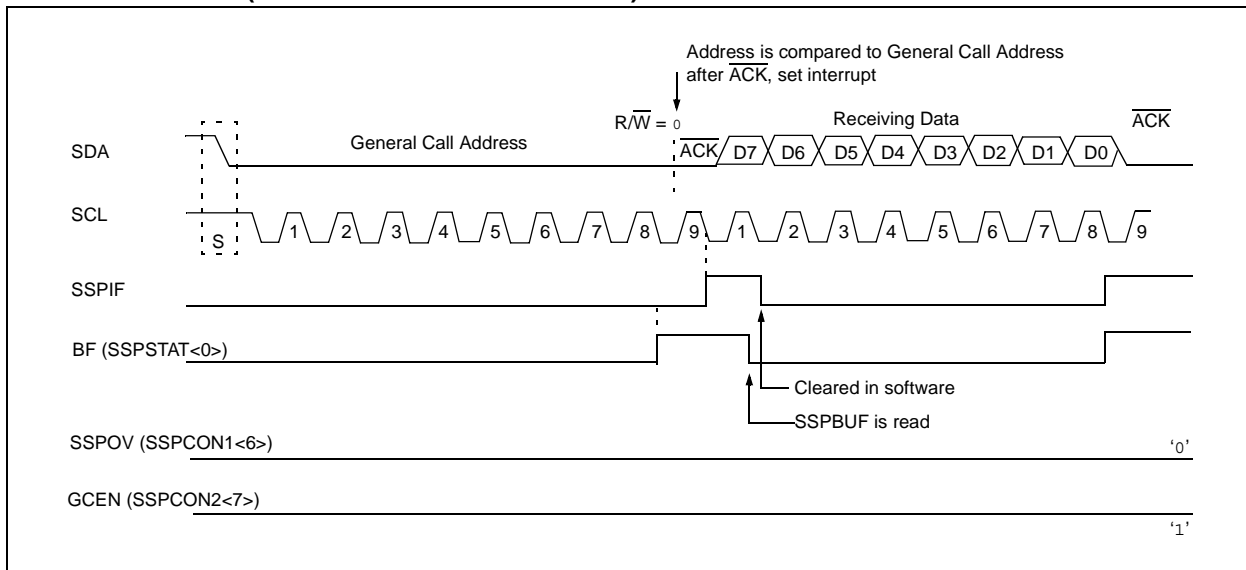 Address is compared to General Call Address
after ACK, set interrupt
R/W = 0
Receiving Data
ACK
SDA
General Call Address
ACK
D7 D6 D5 D4 D3 D2 D1 D0
SCL
S
1 2 3 4 5 6 7 8 9 1 2 3 4 5 6 7 8 9
SSPIF
BF (SSPSTAT<0>)
Cleared in software
SSPBUF is read
SSPOV (SSPCON1<6>)
‘0’
GCEN (SSPCON2<7>)
‘1’